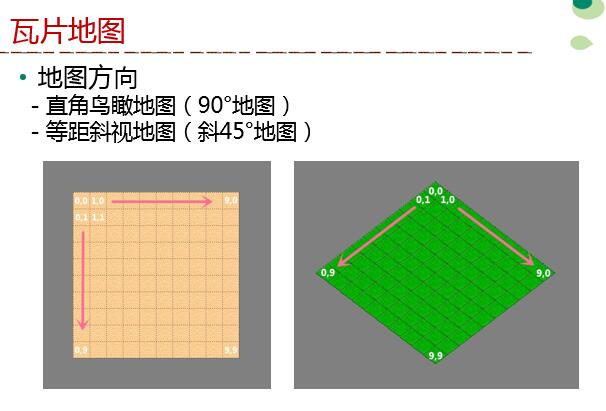 瓦片地图
• 地图方向
- 直角鸟瞰地图（90°地图）
- 等距斜视地图（斜45°地图）
0,0 1,0 9,0
0,1 1,1
0,9 9,9
0,0
0,1 1,0
0,9 9,0
9,9